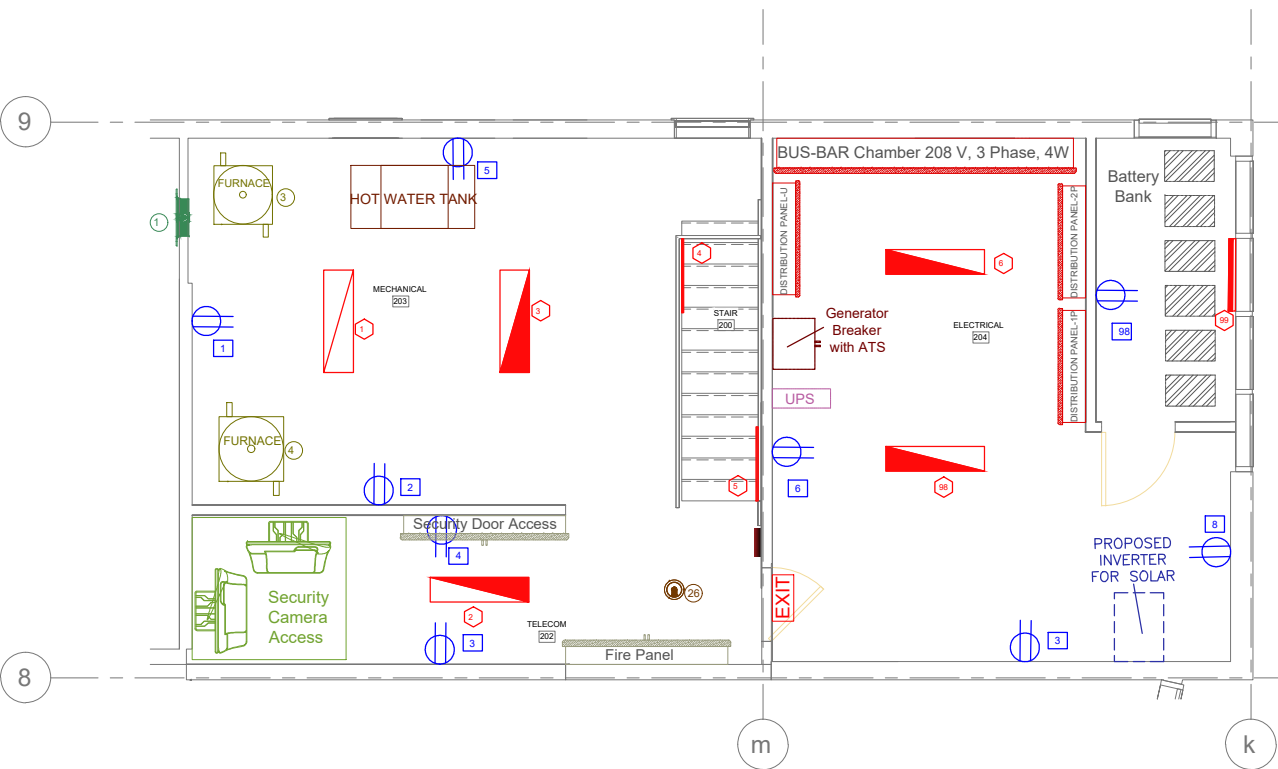 9
BUS-BAR Chamber 208 V, 3 Phase, 4W
5
FURNACE
3
HOT WATER TANK
1
DISTRIBUTION PANEL-U
DISTRIBUTION PANEL-2P
Battery
Bank
4
6
MECHANICAL
203
1
3
STAIR
200
Generator
Breaker
with ATS
ELECTRICAL
204
98
99
1
DISTRIBUTION PANEL-1P
UPS
FURNACE
4
2
5
6
98
Security Door Access
4
8
PROPOSED
INVERTER
FOR SOLAR
Security
Camera
Access
2
26
EXIT
TELECOM
202
3
3
Fire Panel
8
m
k